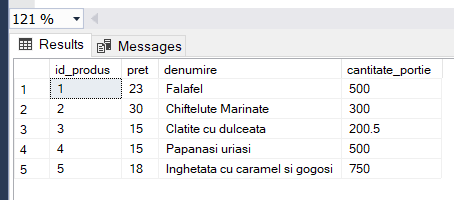 121 %
Results Messages
id_produs pret denumire cantitate_portie
1 1 23 Falafel 500
2 2 30 Chiftelute Marinate 300
3 3 15 Clatite cu dulceata 200.5
4 4 15 Papanasi uriasi 500
5 5 18 Inghetata cu caramel si gogosi 750